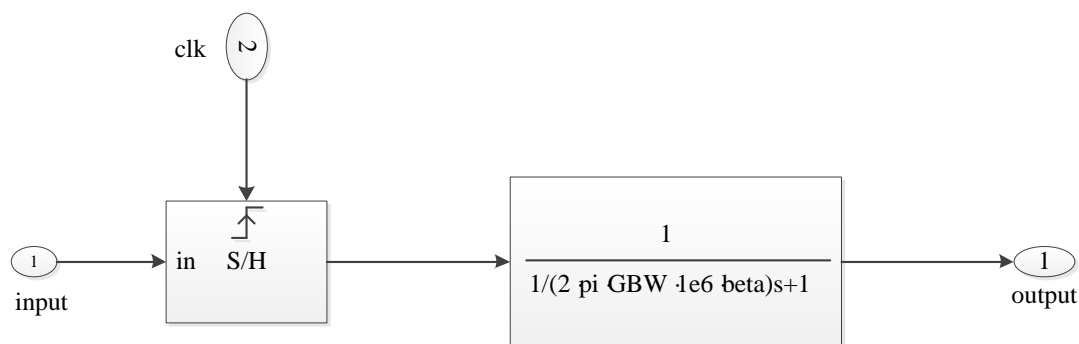 clk
2
1
input
in
S/H
1
1/(2·pi·GBW·1e6·beta)s+1
1
output